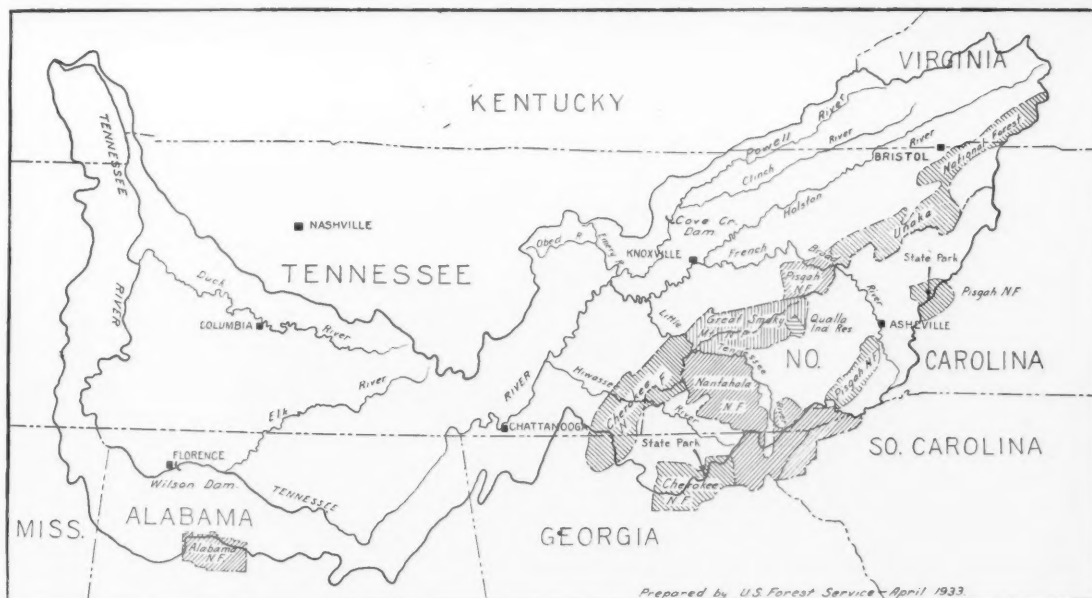 VIRGINIA
KENTUCKY
TENNESSEE
RIVER
Powell River
Clinch River
Holston River
BRISTOL
National Forest
Unaka
NASHVILLE
TENNESSEE
Obed R
Emery R.
Cove Cr.
Dam
KNOXVILLE
French Broad River
State Park
Pisgah N.F.
Pisgah
N.F.
Duck River
COLUMBIA
Little Tennessee River
Great Smoky
Mt. N.P.
Qualla
Ind. Res.
ASHEVILLE
NO. CAROLINA
Elk River
RIVER
Hiwassee River
Cherokee N.F.
Nantahala
N.F.
Pisgah N.F.
CHATTANOOGA
State Park
SO. CAROLINA
FLORENCE
Wilson Dam
TENNESSEE
Cherokee
N.F.
MISS.
ALABAMA
Alabama
N.F.
GEORGIA
Prepared by U.S. Forest Service - April 1933.